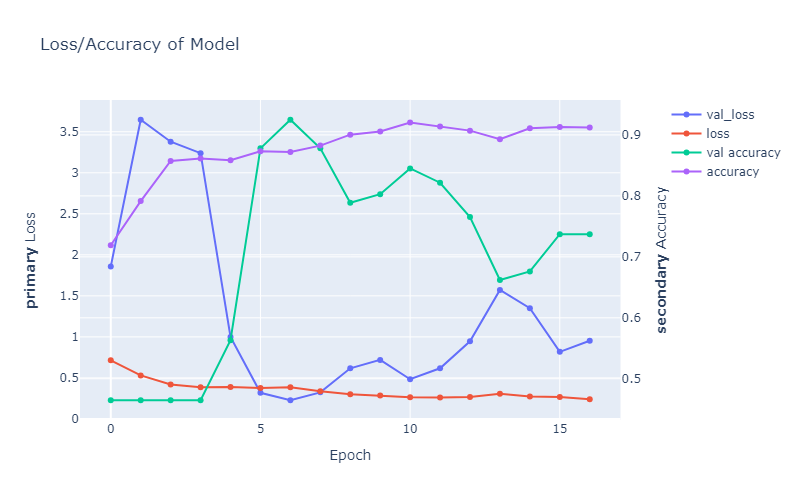 Loss/Accuracy of Model
val_loss
loss
val accuracy
accuracy
3.5
3
2.5
2
1.5
1
0.5
0
primary Loss
0.9
0.8
0.7
0.6
0.5
secondary Accuracy
0
5
10
15
Epoch